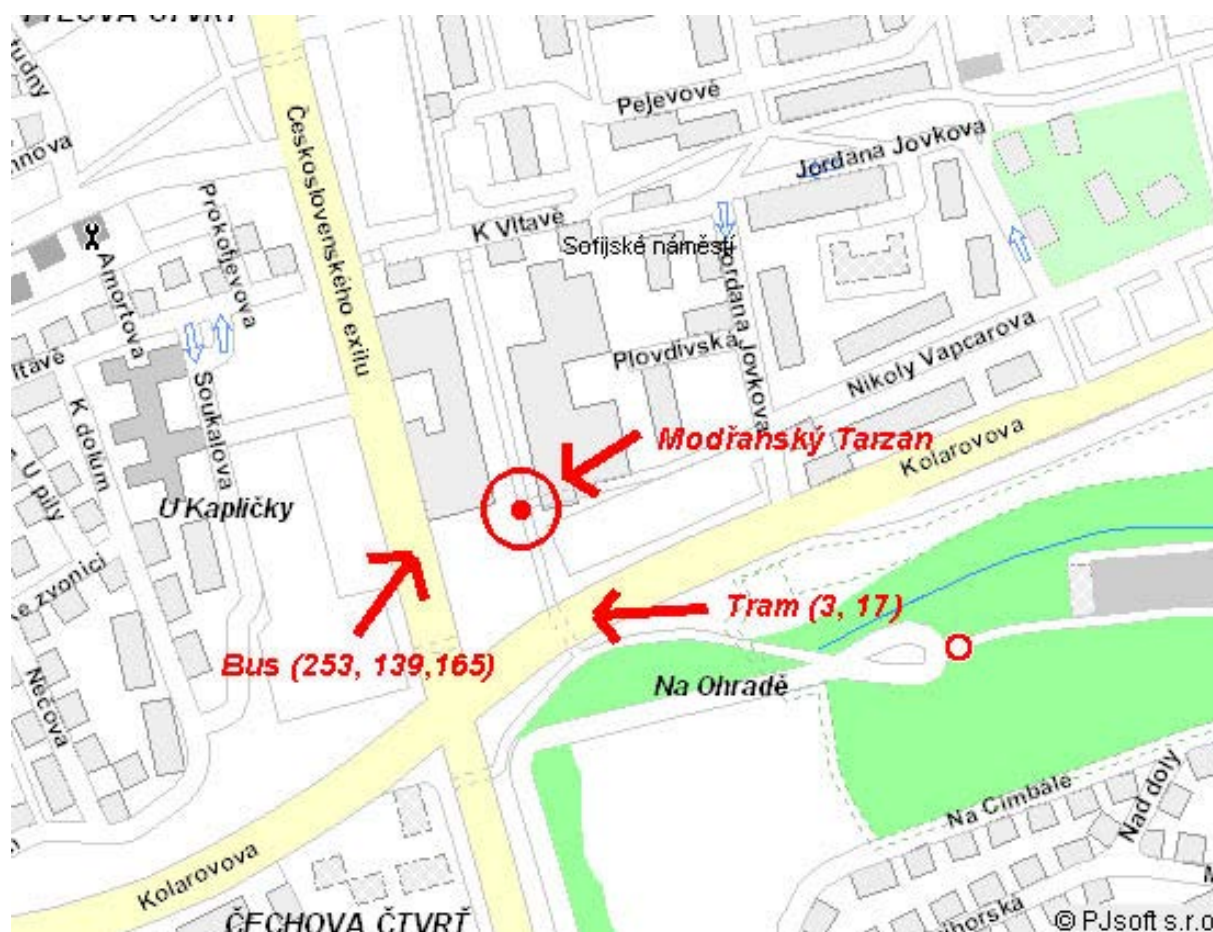 Československého exilu
Pejevové
Jordana Jovkova
K Vltavě
Sofijské náměstí
Prokofjevova
Amortova
Jordana Jovkova
Plovdivská
Nikoly Vapcarova
K dolům
Soukalova
U pily
Modřanský Tarzan
Kolarovova
U Kapličky
Tram (3, 17)
Bus (253, 139,165)
Na Ohradě
Nečova
Na Cimbále
Nad doly
Kolarovova
ČECHOVA ČTVRŤ
© PJsoft s.r.o